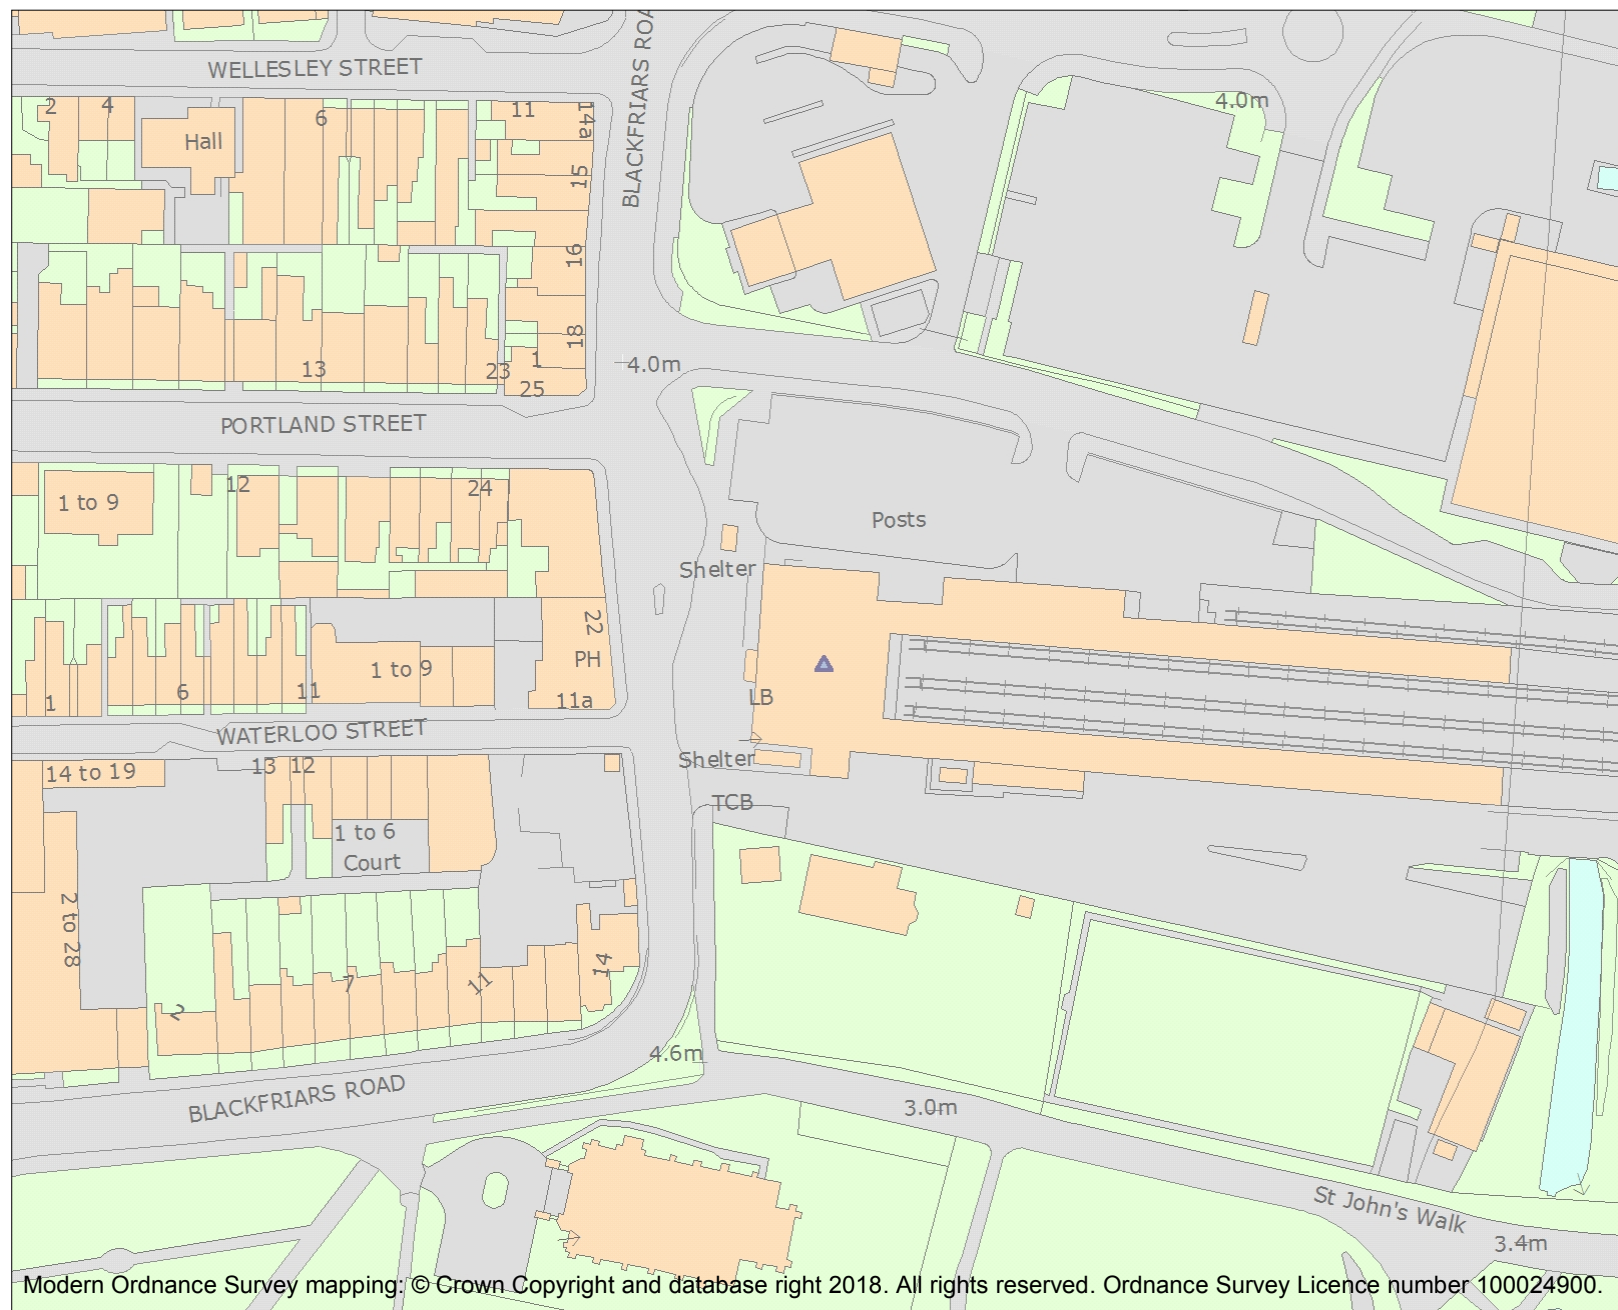 WELLESLEY STREET
BLACKFRIARS ROA
2
4
Hall
6
11
14a
4.0m
15
16
18
1
13
23
25
4.0m
PORTLAND STREET
1 to 9
12
24
Posts
Shelter
22
PH
11a
1 to 9
1
6
11
LB
WATERLOO STREET
Shelter
14 to 19
13
12
TCB
1 to 6
Court
2 to 28
2
7
11
14
4.6m
BLACKFRIARS ROAD
3.0m
St John's Walk
3.4m
Modern Ordnance Survey mapping: © Crown Copyright and database right 2018. All rights reserved. Ordnance Survey Licence number 100024900.